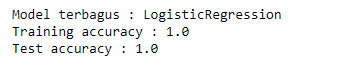 Model terbagus : LogisticRegression
Training accuracy : 1.0
Test accuracy : 1.0